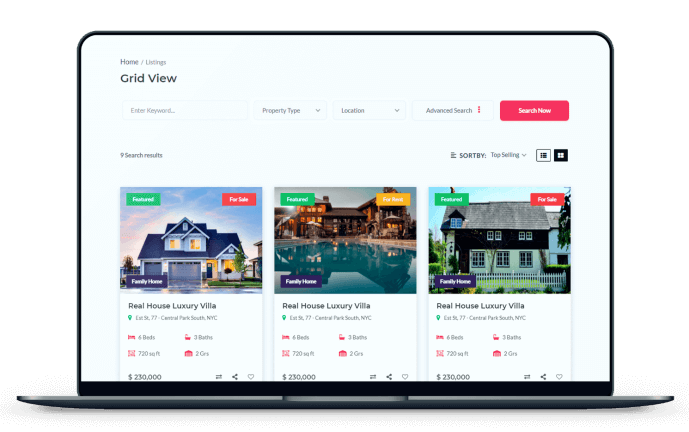 Home / Listings
Grid View
Enter Keyword...
Property Type
Location
Advanced Search
Search Now
9 Search results
SORTBY: Top Selling
Featured
For Sale
Family Home
Featured
For Rent
Family Home
Featured
For Sale
Real House Luxury Villa
Est St, 77 - Central Park South, NYC
6 Beds
3 Baths
720 sq ft
2 Grs
$ 230,000
Real House Luxury Villa
Est St, 77 - Central Park South, NYC
6 Beds
3 Baths
720 sq ft
2 Grs
$ 230,000
Family Home
Real House Luxury Villa
Est St, 77 - Central Park South, NYC
6 Beds
3 Baths
720 sq ft
2 Grs
$ 230,000